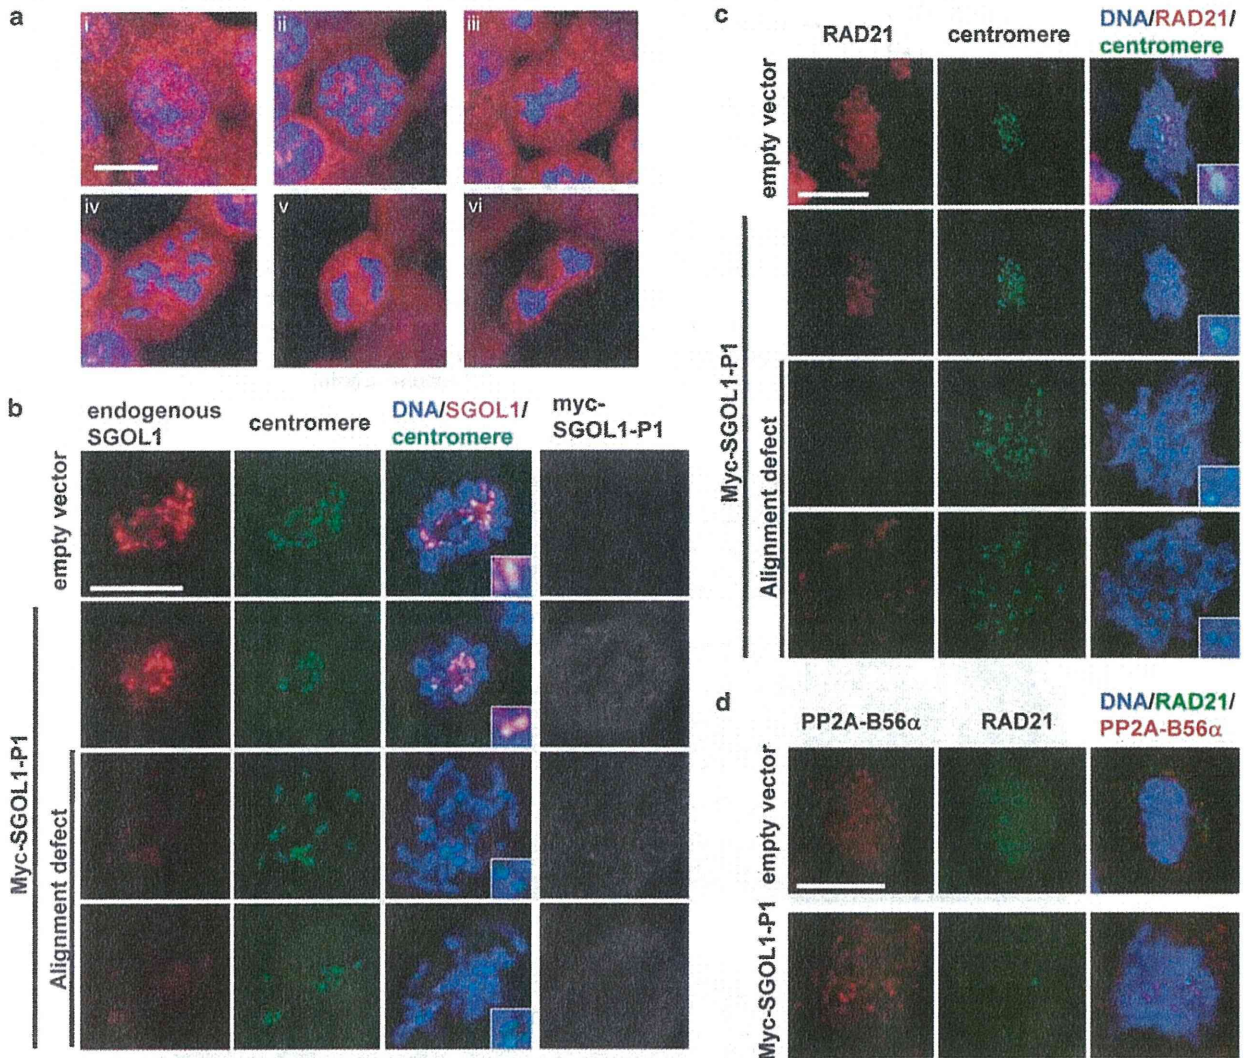 a
i
ii
iii
iv
v
vi
b
endogenous
SGOL1
centromere
DNA/SGOL1/
centromere
myc-
SGOL1-P1
empty vector
Myc-SGOL1-P1
Alignment defect
c
RAD21
centromere
DNA/RAD21/
centromere
empty vector
Myc-SGOL1-P1
Alignment defect
d
PP2A-B56α
RAD21
DNA/RAD21/
PP2A-B56α
empty vector
Myc-SGOL1-P1